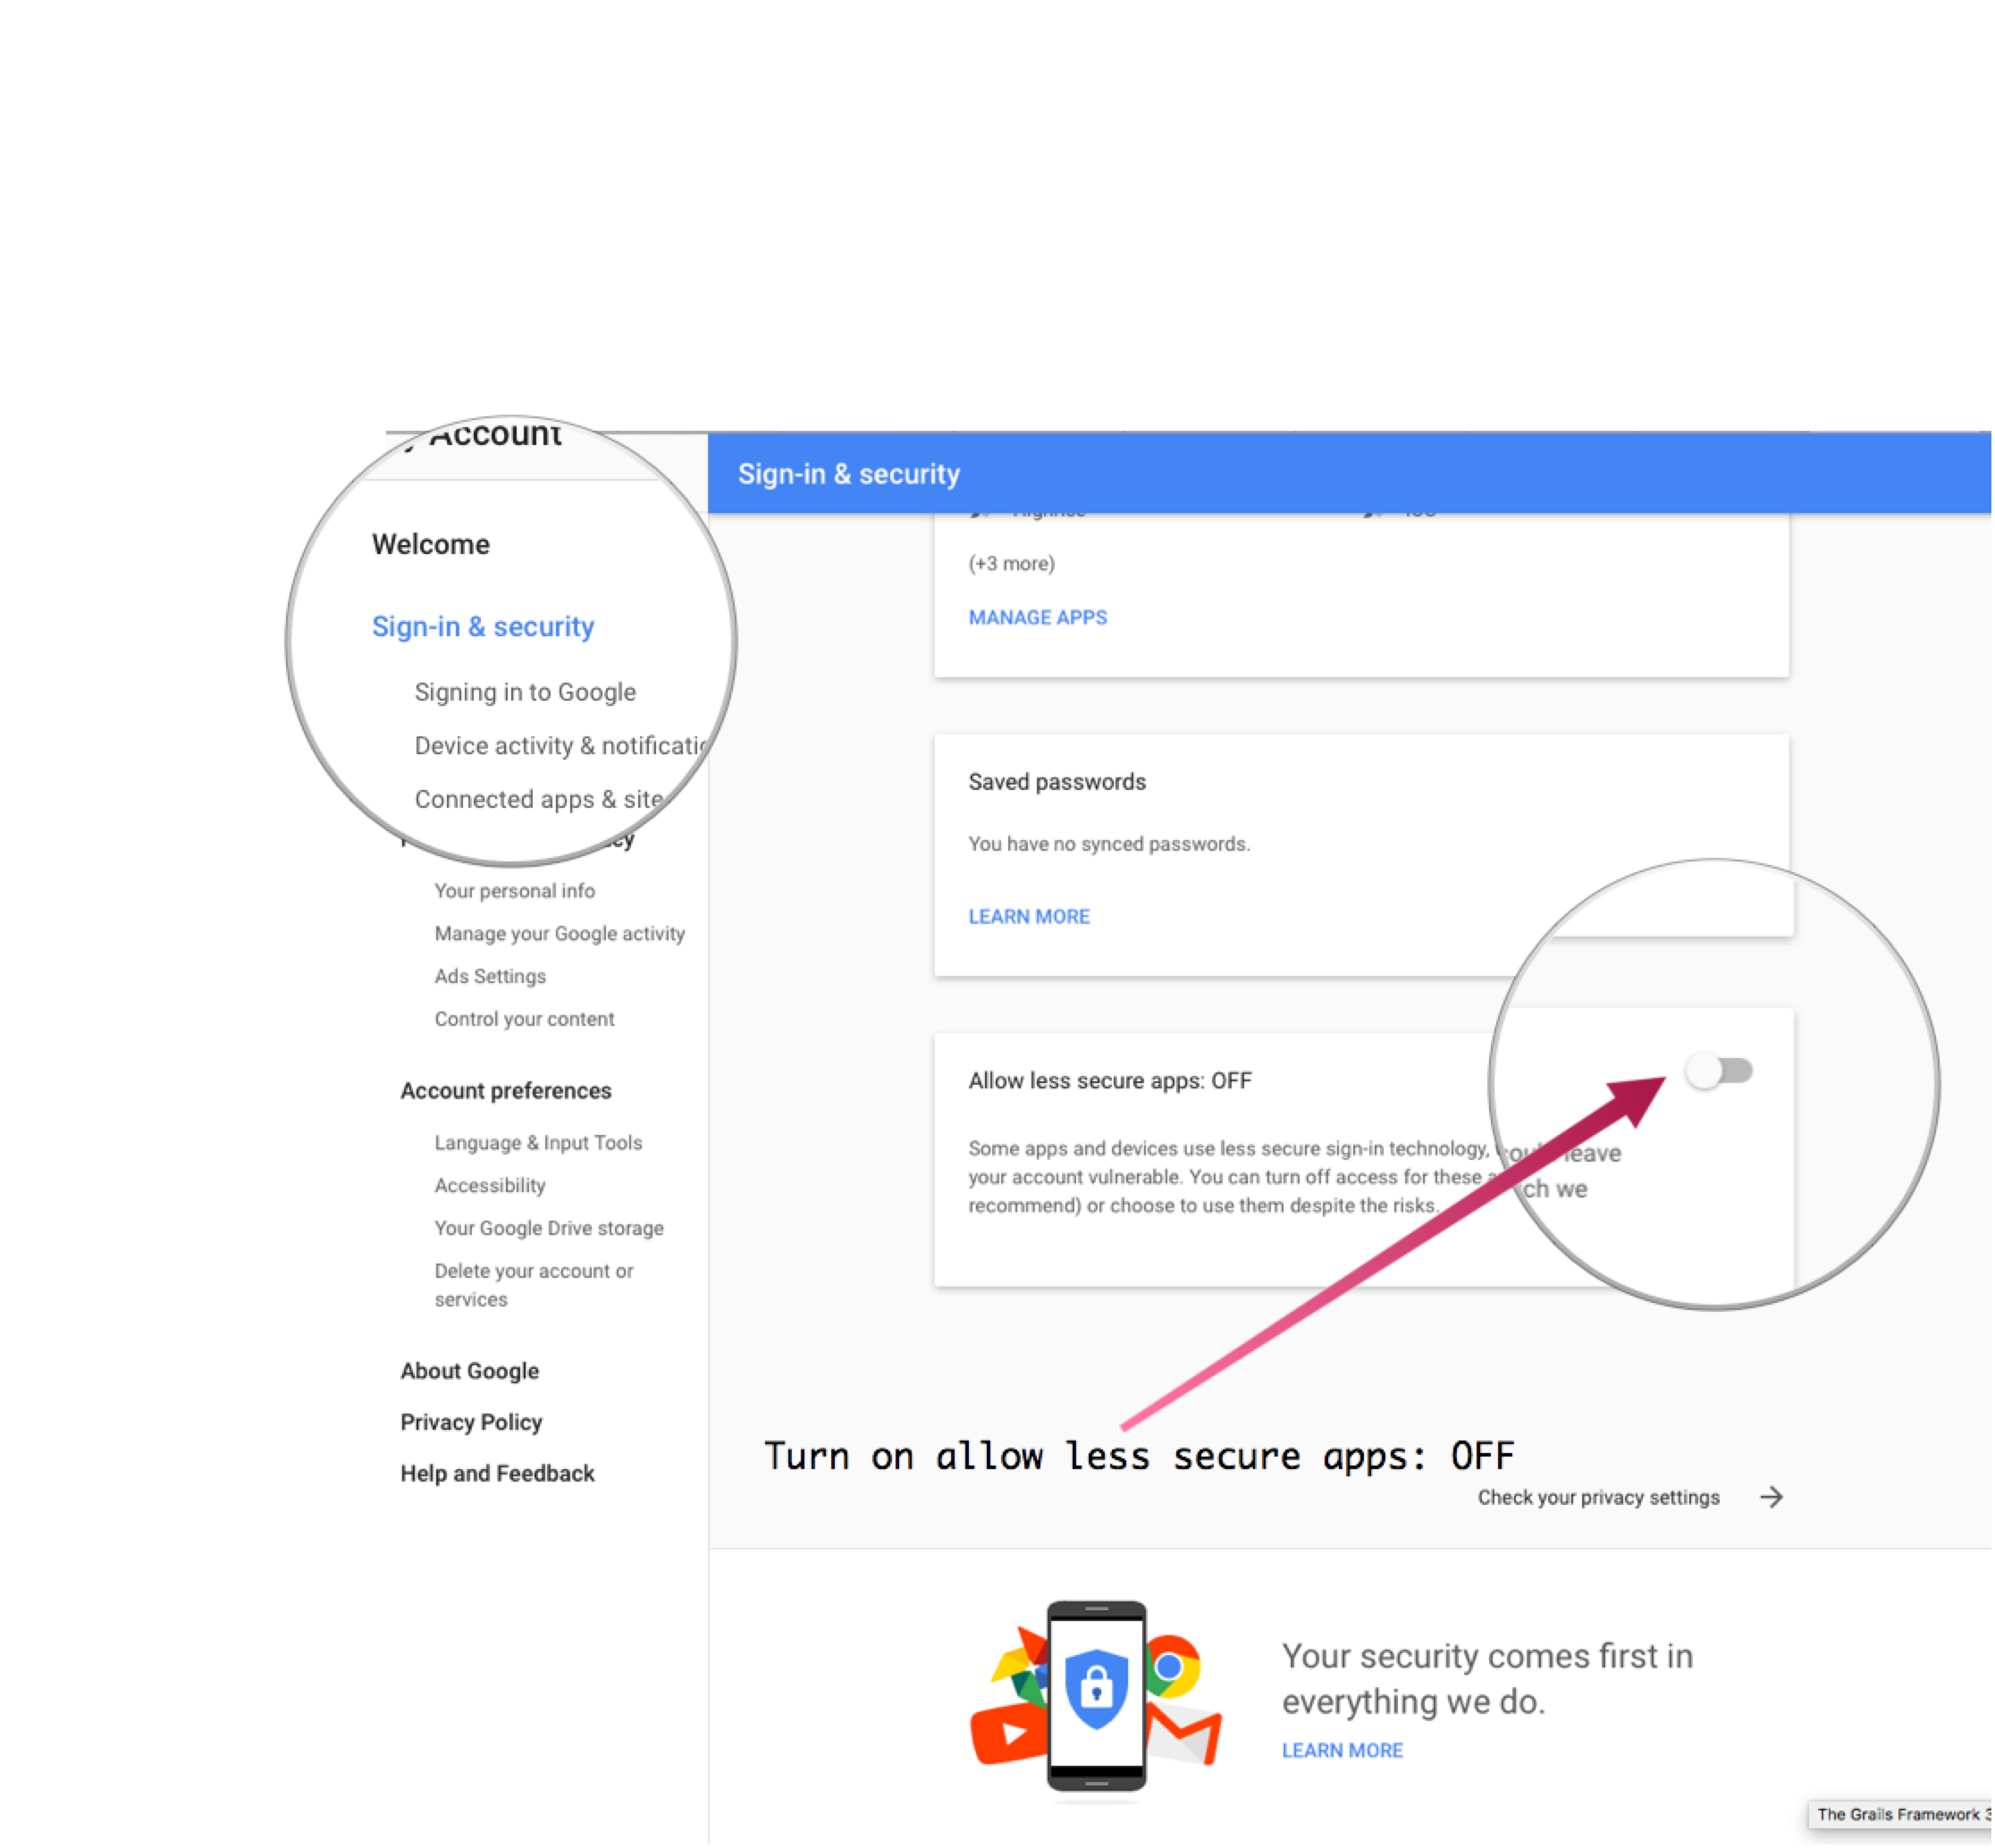 Account
Welcome
Sign-in & security
Signing in to Google
Device activity &
Connected apps &
Your personal info
Manage your Google activity
Ads Settings
Control your content
Account preferences
Language & Input Tools
Accessibility
Your Google Drive storage
Delete your account or
services
About Google
Privacy Policy
Help and Feedback
Sign-in & security
(+3 more)
MANAGE APPS
Saved passwords
You have no synced passwords.
LEARN MORE
Allow less secure apps: OFF
Some apps and devices use less secure sign-in technology, leave
your account vulnerable. You can turn off access for these we
recommend) or choose to use them despite the risks.
Turn on allow less secure apps: OFF
Check your privacy settings
Your security comes first in
everything we do.
LEARN MORE
The Grails Framework 3